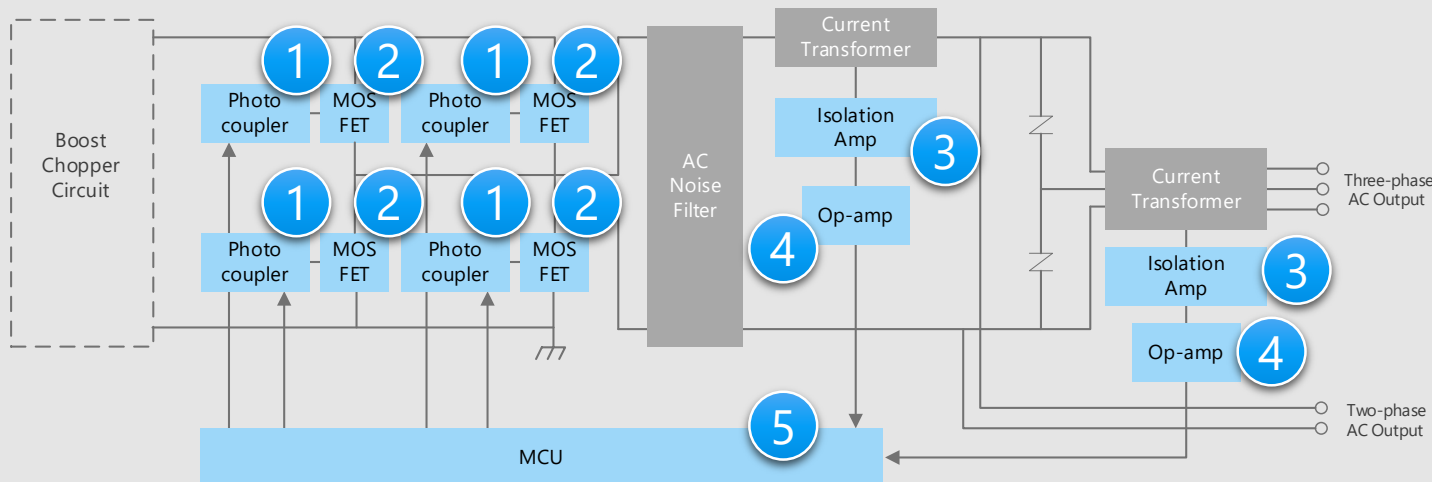 Boost
Chopper
Circuit
1
2
1
2
Photo
coupler
MOS
FET
Photo
coupler
MOS
FET
1
2
1
2
Photo
coupler
MOS
FET
Photo
coupler
MOS
FET
AC
Noise
Filter
Current
Transformer
Isolation
Amp
3
Op-amp
4
Current
Transformer
Three-phase
AC Output
Isolation
Amp
3
Op-amp
4
Two-phase
AC Output
5
MCU